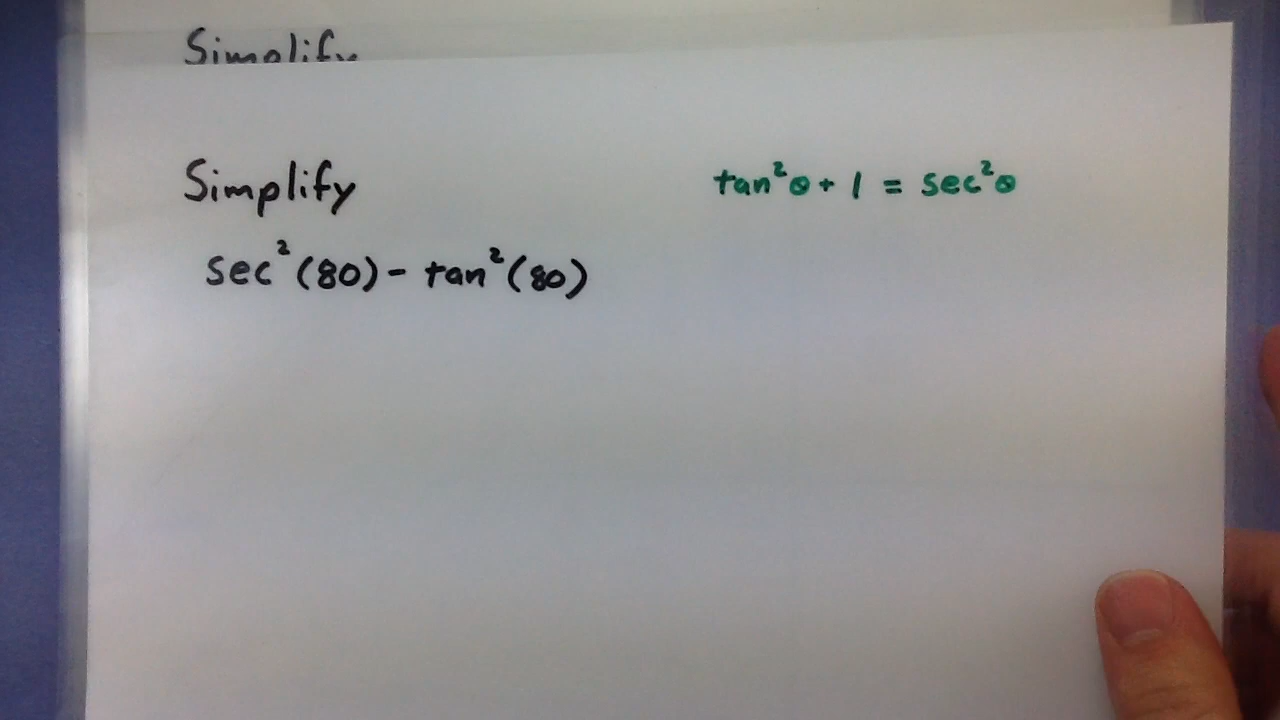 Simplify
Simplify
tan²θ + 1 = sec²θ
sec²(80) - tan²(80)